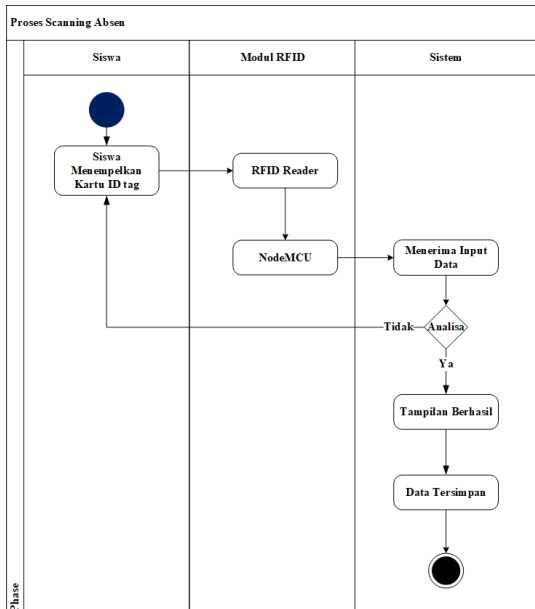 Proses Scanning Absen
Siswa
Modul RFID
Sistem
Siswa
Menempelkan
Kartu ID tag
RFID Reader
NodeMCU
Menerima Input
Data
Tidak
Analisa
Ya
Tampilan Berhasil
Data Tersimpan
Phase